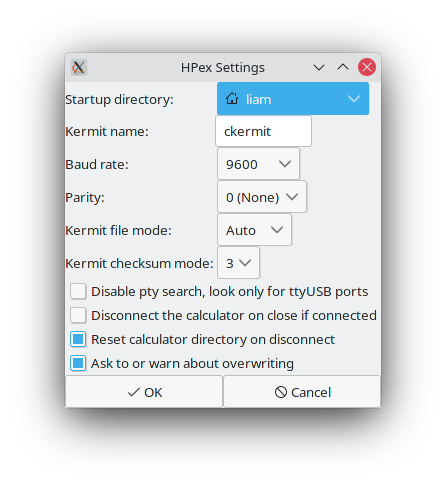 HPex Settings
Startup directory: liam
Kermit name: ckermit
Baud rate: 9600
Parity: 0 (None)
Kermit file mode: Auto
Kermit checksum mode: 3
Disable pty search, look only for ttyUSB ports
Disconnect the calculator on close if connected
Reset calculator directory on disconnect
Ask to or warn about overwriting
OK Cancel